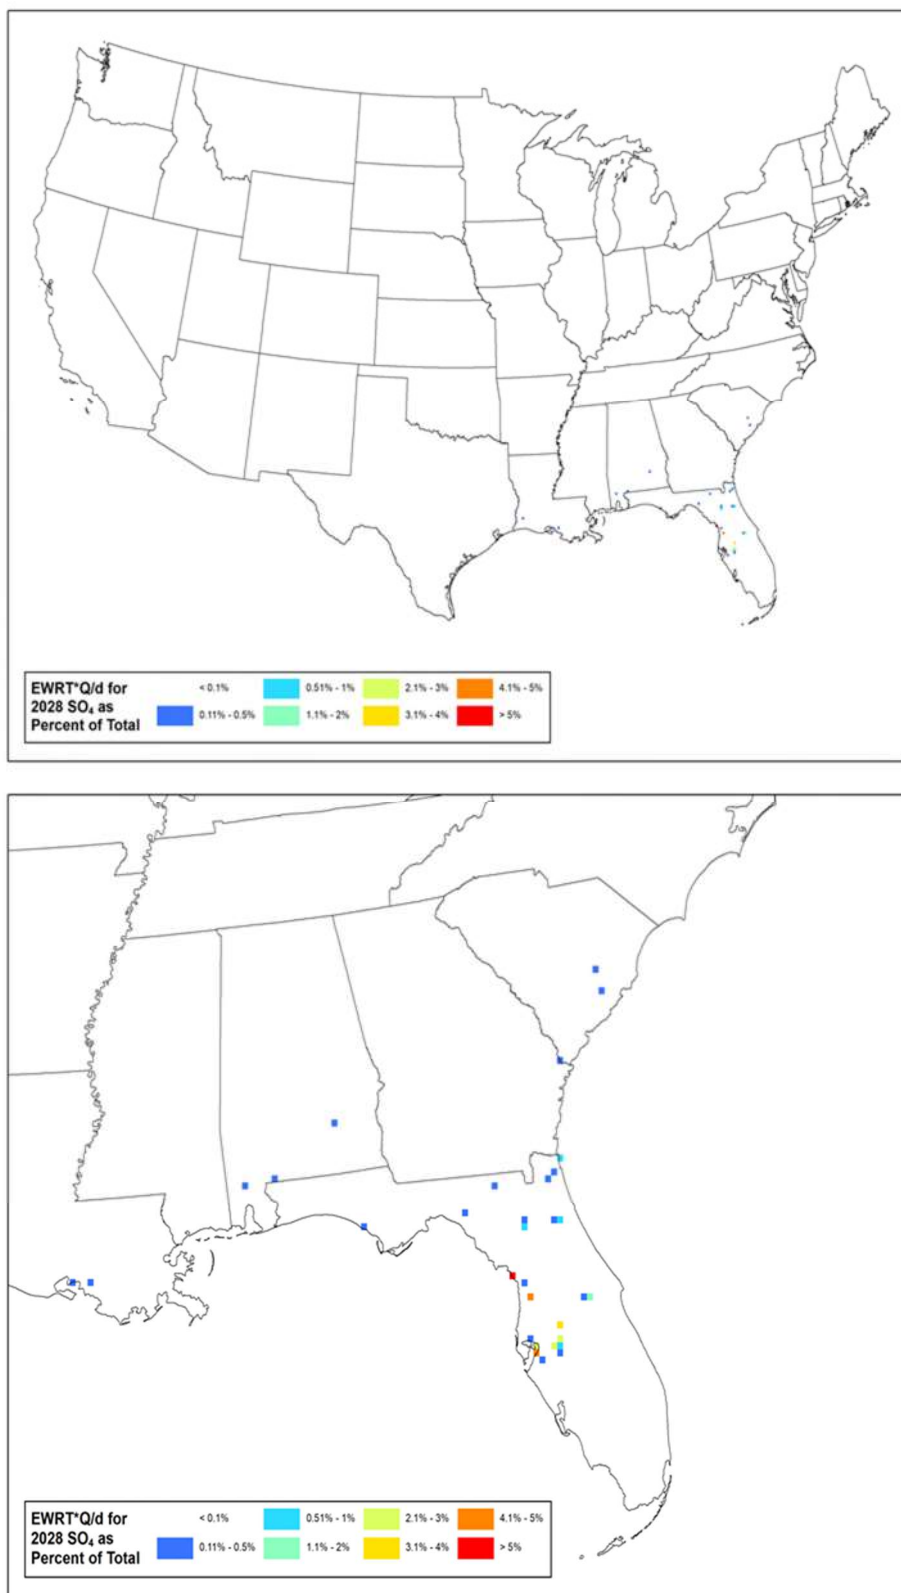 EWRT*Q/d for
2028 SO₄ as
Percent of Total
< 0.1%
0.51% - 1%
2.1% - 3%
4.1% - 5%
0.11% - 0.5%
1.1% - 2%
3.1% - 4%
> 5%
EWRT*Q/d for
2028 SO₄ as
Percent of Total
< 0.1%
0.51% - 1%
2.1% - 3%
4.1% - 5%
0.11% - 0.5%
1.1% - 2%
3.1% - 4%
> 5%